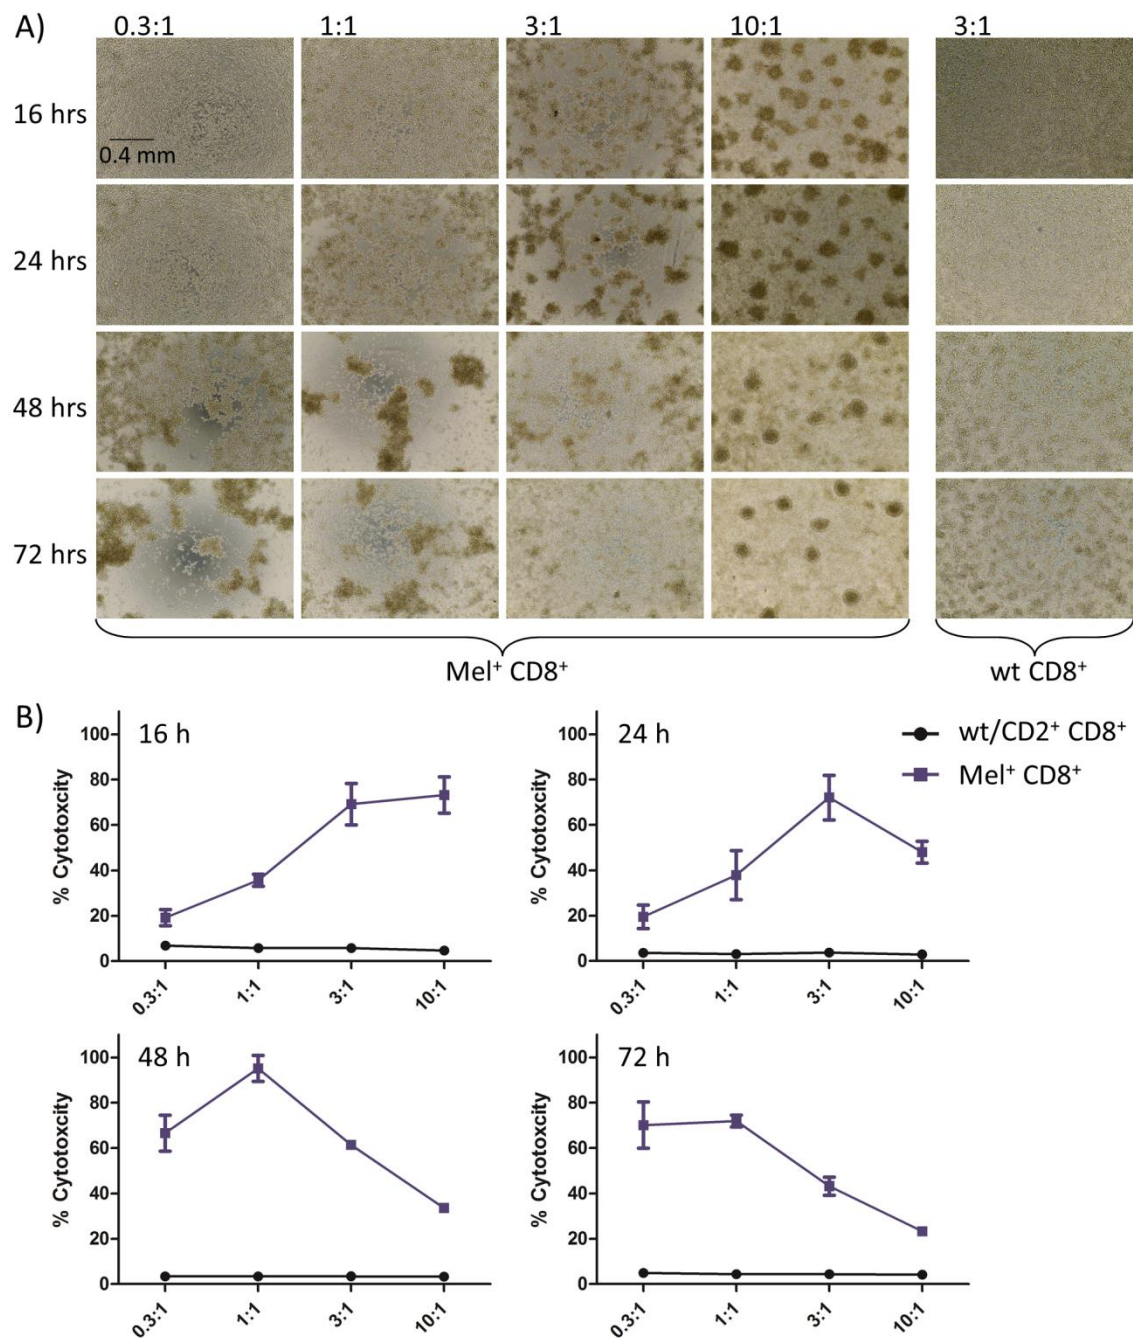 A)
0.3:1 1:1 3:1 10:1 3:1
16 hrs
0.4 mm
24 hrs
48 hrs
72 hrs
Mel⁺ CD8⁺ wt CD8⁺
B)
16 h
100
80
60
40
20
0
% Cytotoxcity
0.3:1 1:1 3:1 10:1
24 h
100
80
60
40
20
0
% Cytotoxcity
0.3:1 1:1 3:1 10:1
wt/CD2⁺ CD8⁺
Mel⁺ CD8⁺
48 h
100
80
60
40
20
0
% Cytotoxcity
0.3:1 1:1 3:1 10:1
72 h
100
80
60
40
20
0
% Cytotoxcity
0.3:1 1:1 3:1 10:1